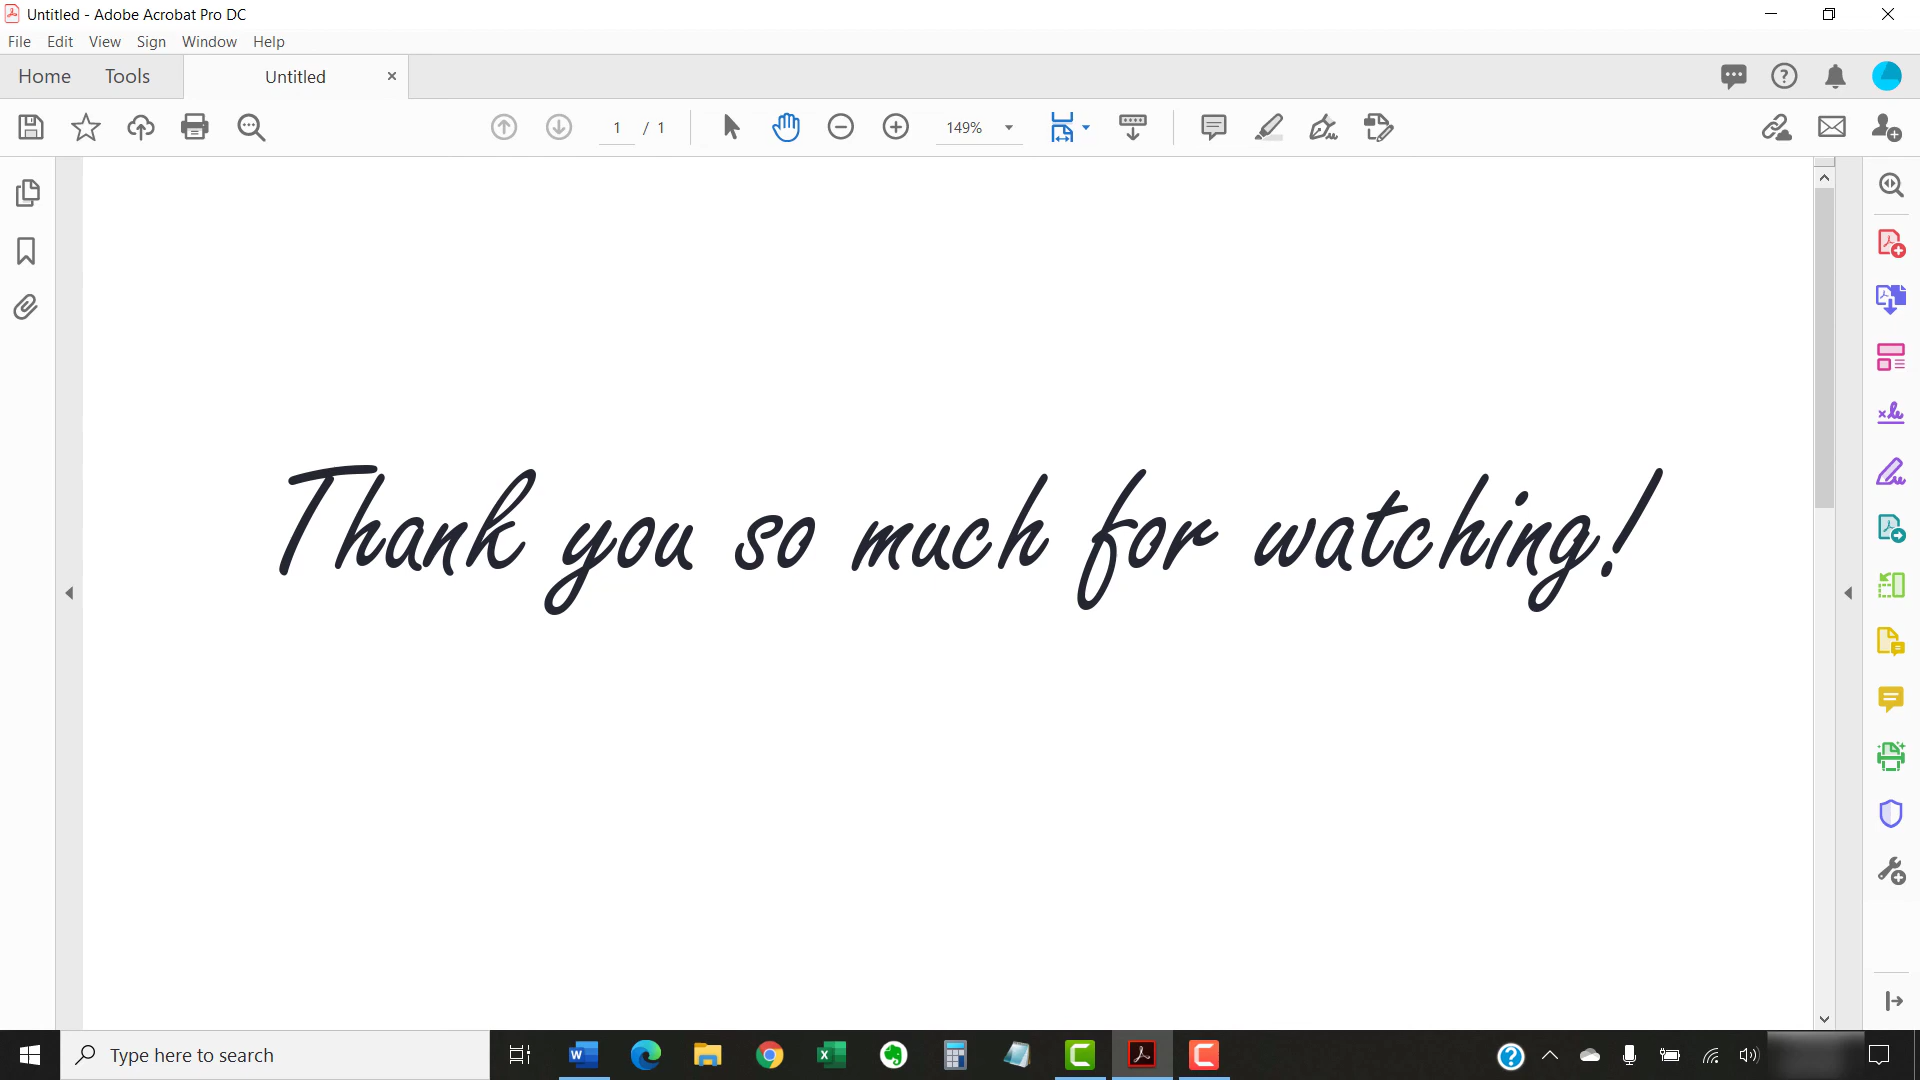 Untitled - Adobe Acrobat Pro DC
File Edit View Sign Window Help
Home Tools Untitled
1 / 1 149%
Thank you so much for watching!
Type here to search